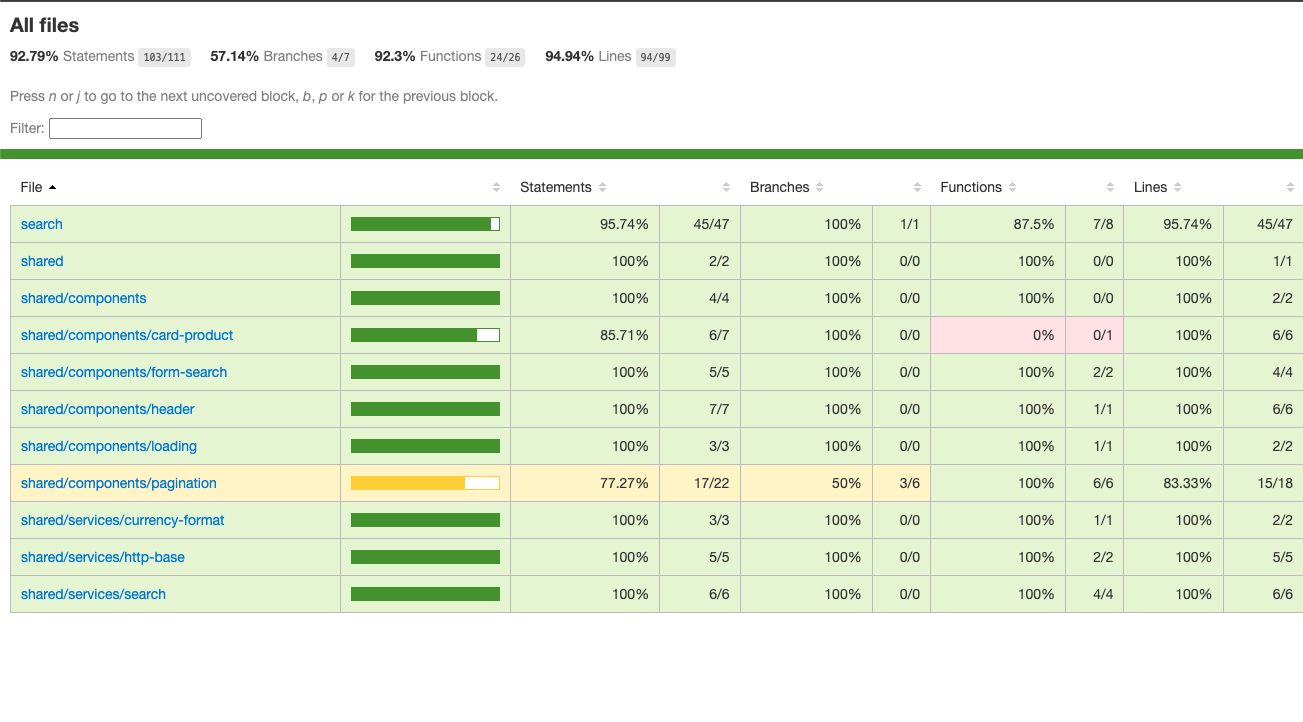 All files
92.79% Statements 103/111 57.14% Branches 4/7 92.3% Functions 24/26 94.94% Lines 94/99
Press n or j to go to the next uncovered block, b, p or k for the previous block.
Filter:
File Statements Branches Functions Lines
search 95.74% 45/47 100% 1/1 87.5% 7/8 95.74% 45/47
shared 100% 2/2 100% 0/0 100% 0/0 100% 1/1
shared/components 100% 4/4 100% 0/0 100% 0/0 100% 2/2
shared/components/card-product 85.71% 6/7 100% 0/0 0% 0/1 100% 6/6
shared/components/form-search 100% 5/5 100% 0/0 100% 2/2 100% 4/4
shared/components/header 100% 7/7 100% 0/0 100% 1/1 100% 6/6
shared/components/loading 100% 3/3 100% 0/0 100% 1/1 100% 2/2
shared/components/pagination 77.27% 17/22 50% 3/6 100% 6/6 83.33% 15/18
shared/services/currency-format 100% 3/3 100% 0/0 100% 1/1 100% 2/2
shared/services/http-base 100% 5/5 100% 0/0 100% 2/2 100% 5/5
shared/services/search 100% 6/6 100% 0/0 100% 4/4 100% 6/6